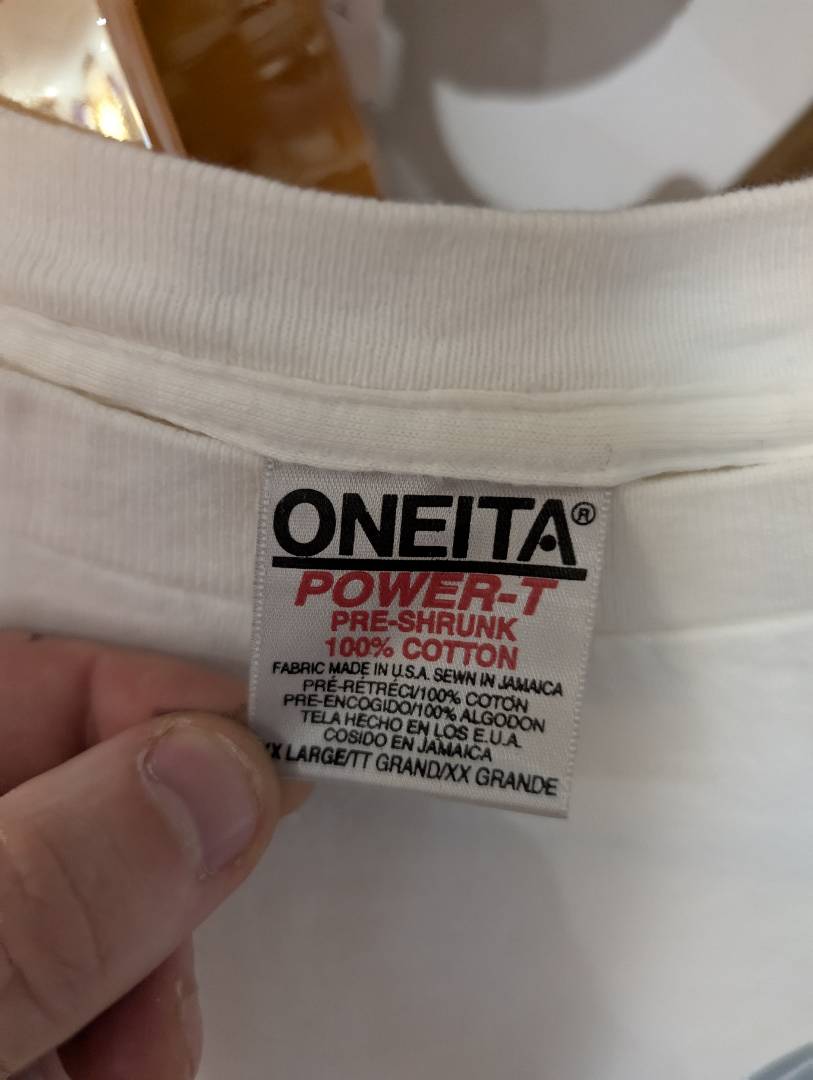 ONEITA®
POWER-T
PRE-SHRUNK
100% COTTON
FABRIC MADE IN U.S.A. SEWN IN JAMAICA
PRÉ-RÉTRÉCI/100% COTON
PRE-ENCOGIDO/100% ALGODON
TELA HECHO EN LOS E.U.A.
COSIDO EN JAMAICA
X LARGE/TT GRAND/XX GRANDE